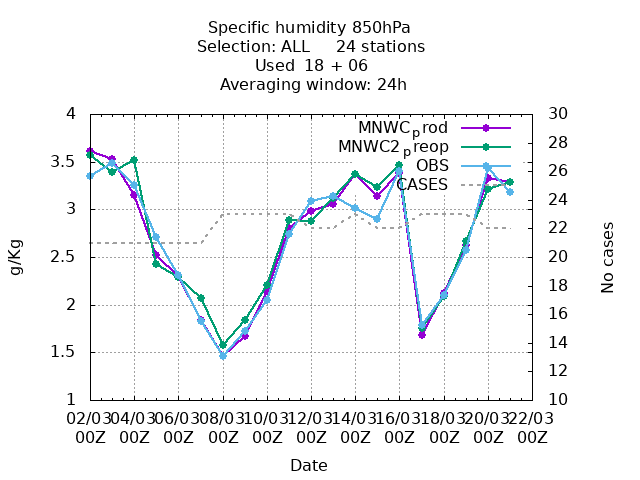 Specific humidity 850hPa
Selection: ALL     24 stations
Used  18 + 06
Averaging window: 24h
MNWCprod
MNWC2preop
OBS
CASES
4
3.5
3
2.5
2
1.5
1
30
28
26
24
22
20
18
16
14
12
10
g/Kg
No cases
02/03 04/03 06/03 08/03 10/03 12/03 14/03 16/03 18/03 20/03 22/03
00Z 00Z 00Z 00Z 00Z 00Z 00Z 00Z 00Z 00Z 00Z
Date